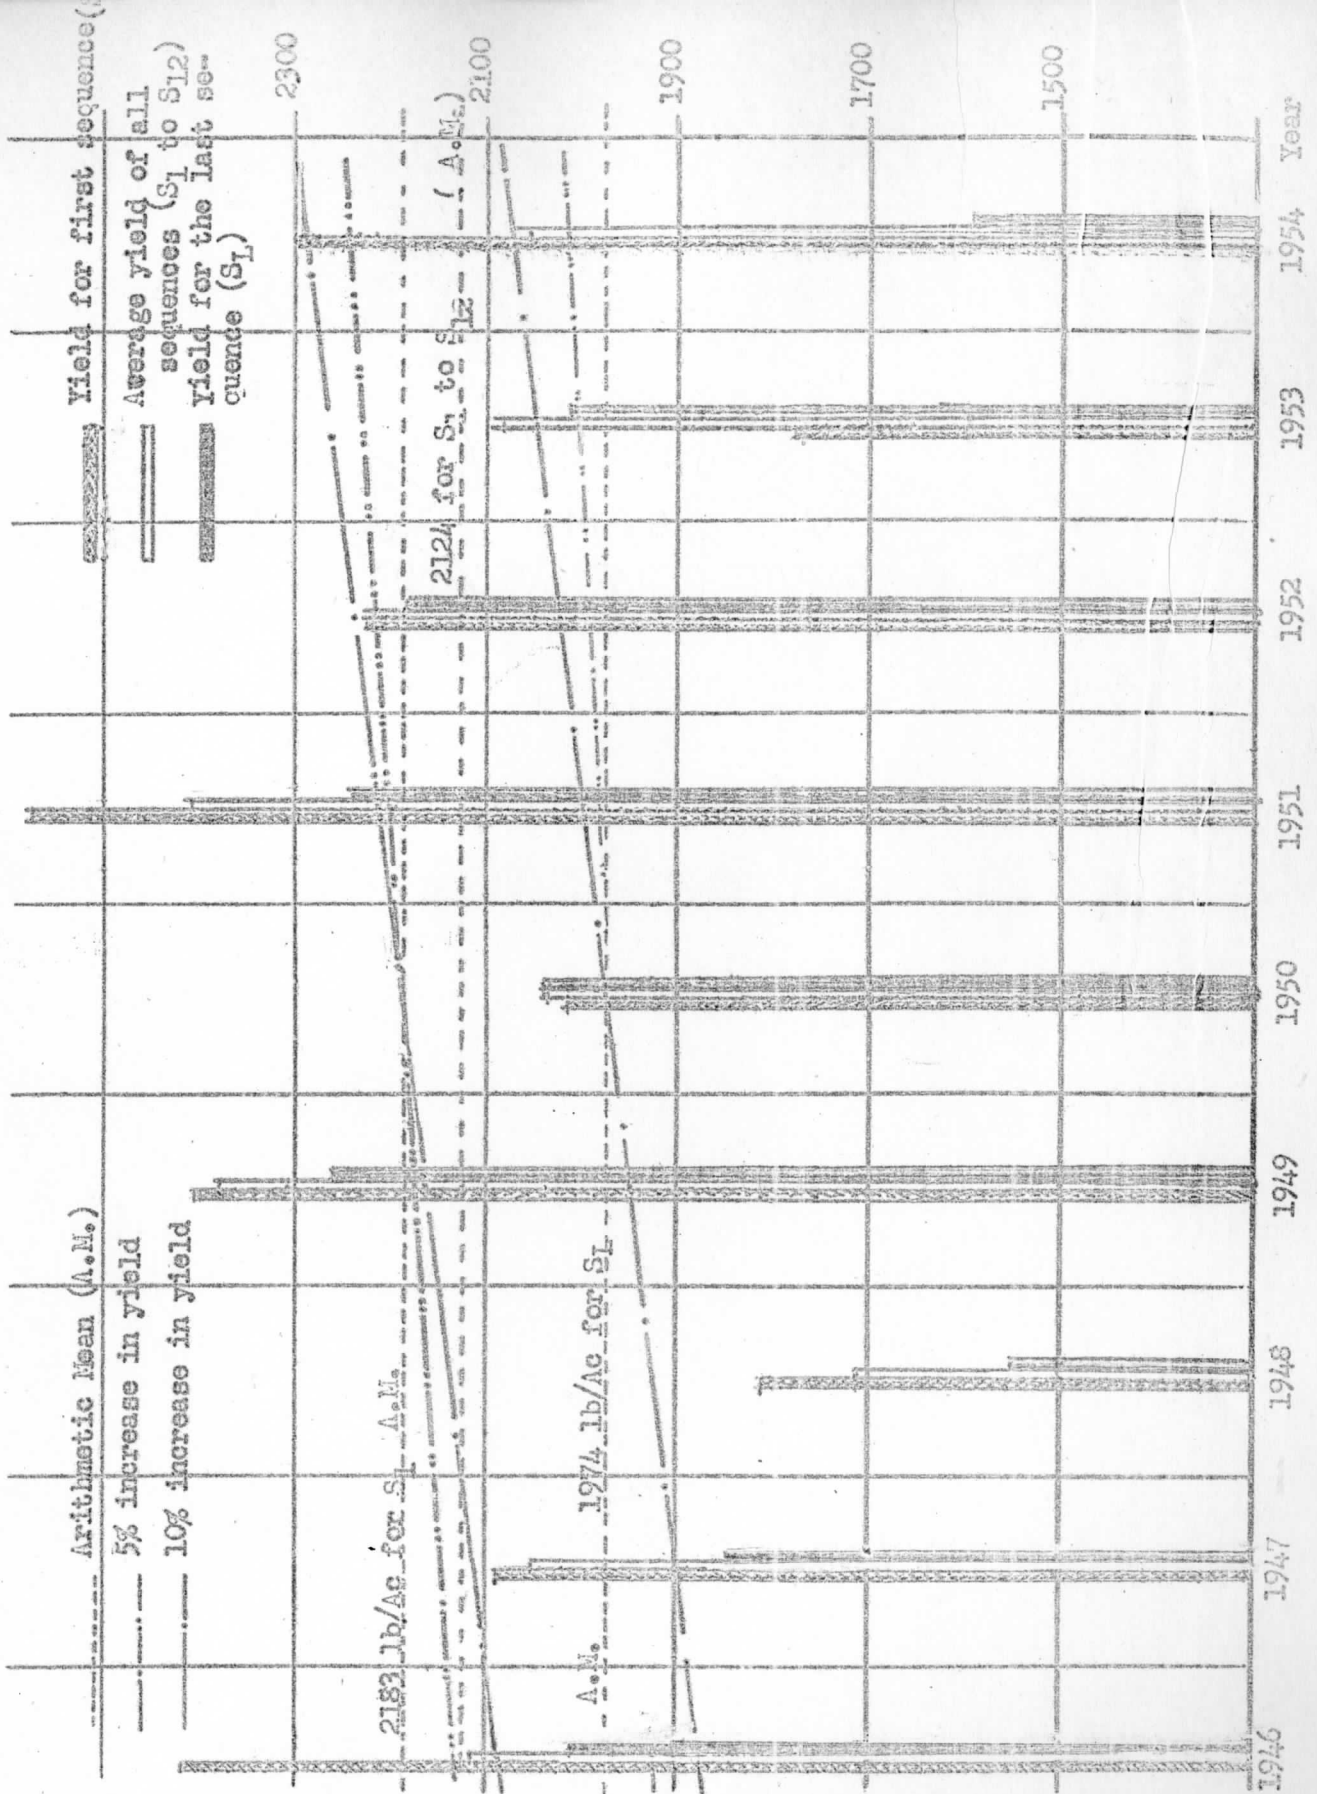 Arithmetic Mean (A.M.)
5% increase in yield
10% increase in yield
Yield for first sequence(
Average yield of all
sequences (S1 to S12)
Yield for the last se-
quence (SL)
2300
2183 lb/Ac for S1 A.M.
2124 for S1 to S12 (A.M.)
2100
A.M. 1974 lb/Ac for SL
1900
1700
1500
1946 1947 1948 1949 1950 1951 1952 1953 1954 Year